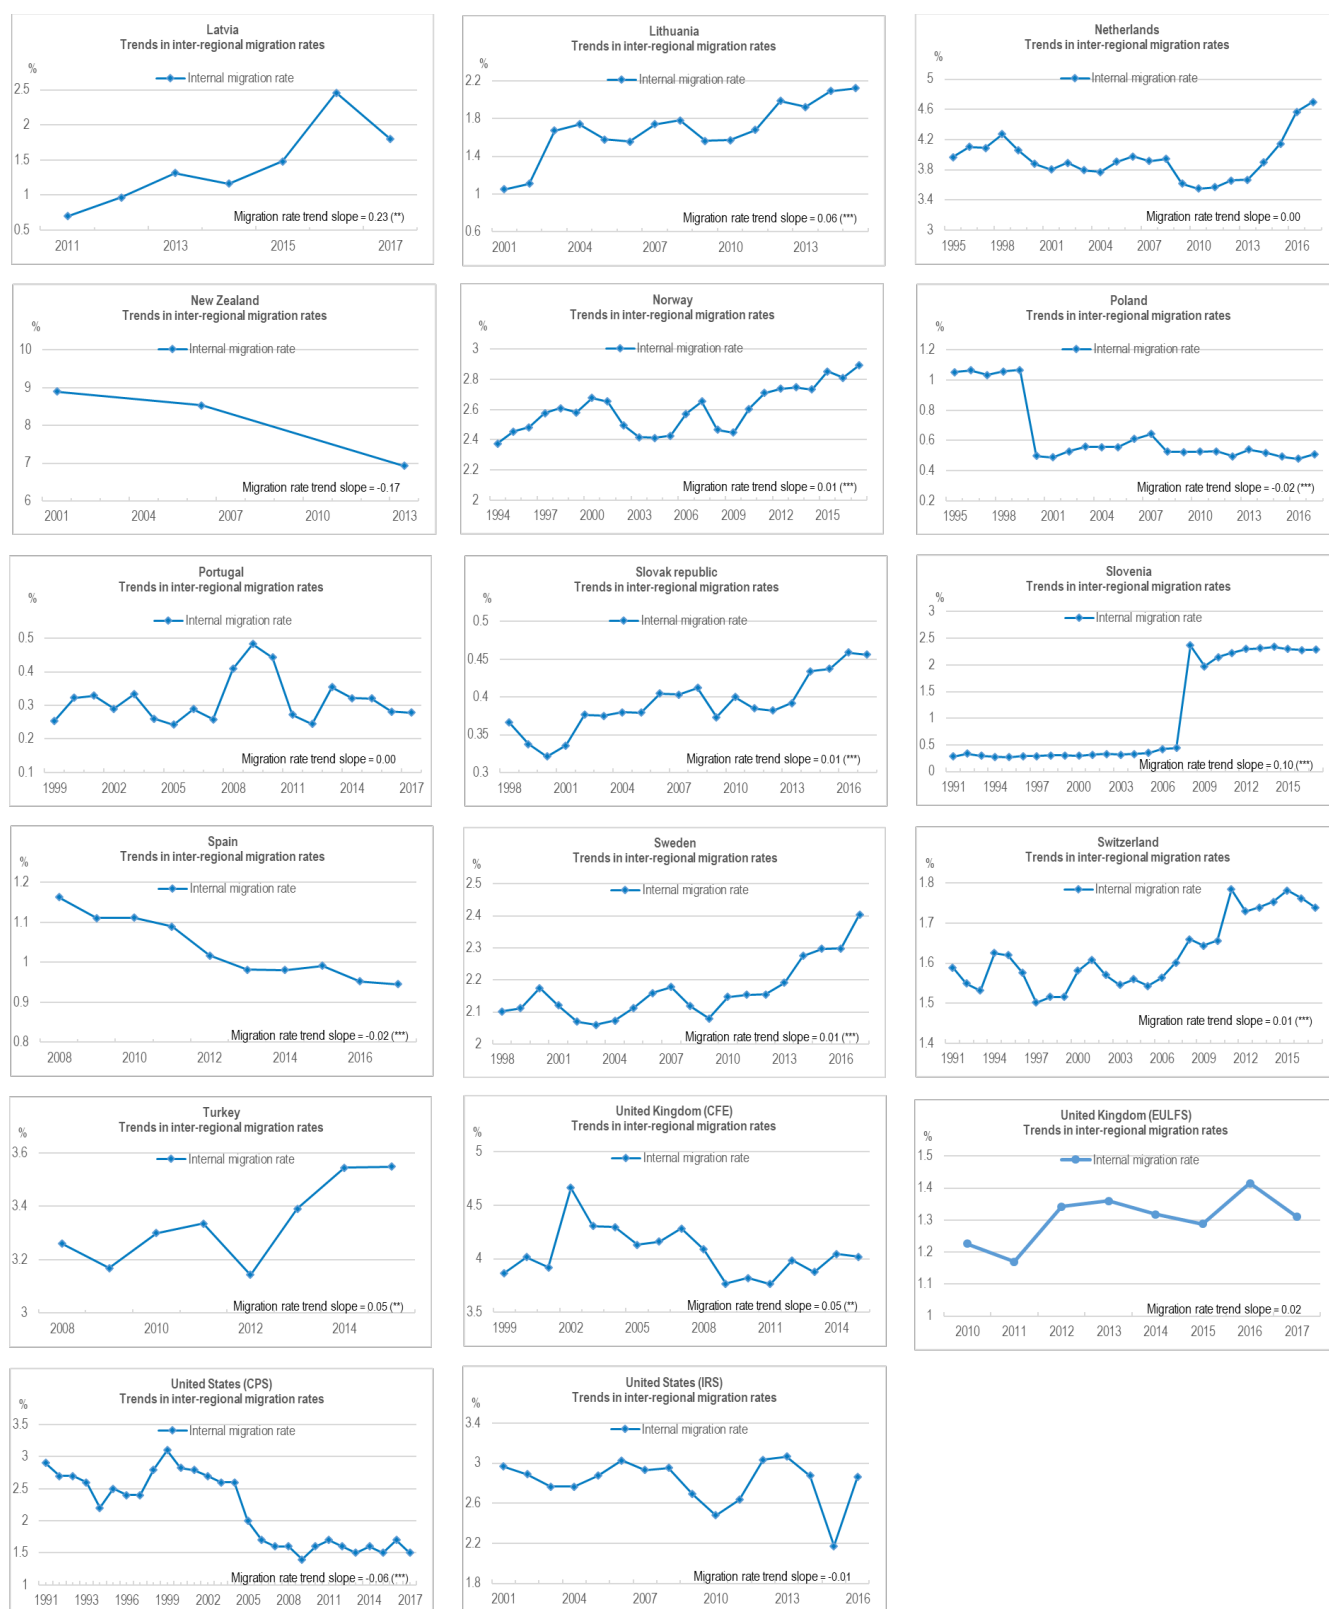 Latvia
Trends in inter-regional migration rates
%
Internal migration rate
2.5
2
1.5
1
0.5
Migration rate trend slope = 0.23 (**)
2011 2013 2015 2017
Lithuania
Trends in inter-regional migration rates
%
Internal migration rate
2.2
1.8
1.4
1
0.6
Migration rate trend slope = 0.06 (***)
2001 2004 2007 2010 2013
Netherlands
Trends in inter-regional migration rates
%
Internal migration rate
5
4.6
4.2
3.8
3.4
3
Migration rate trend slope = 0.00
1995 1998 2001 2004 2007 2010 2013 2016
New Zealand
Trends in inter-regional migration rates
%
Internal migration rate
10
9
8
7
6
Migration rate trend slope = -0.17
2001 2004 2007 2010 2013
Norway
Trends in inter-regional migration rates
%
Internal migration rate
3
2.8
2.6
2.4
2.2
2
Migration rate trend slope = 0.01 (***)
1994 1997 2000 2003 2006 2009 2012 2015
Poland
Trends in inter-regional migration rates
%
Internal migration rate
1.2
1
0.8
0.6
0.4
0.2
Migration rate trend slope = -0.02 (***)
1995 1998 2001 2004 2007 2010 2013 2016
Portugal
Trends in inter-regional migration rates
%
Internal migration rate
0.5
0.4
0.3
0.2
0.1
Migration rate trend slope = 0.00
1999 2002 2005 2008 2011 2014 2017
Slovak republic
Trends in inter-regional migration rates
%
Internal migration rate
0.5
0.45
0.4
0.35
0.3
Migration rate trend slope = 0.01 (***)
1998 2001 2004 2007 2010 2013 2016
Slovenia
Trends in inter-regional migration rates
%
Internal migration rate
3
2.5
2
1.5
1
0.5
0
Migration rate trend slope = 0.10 (***)
1991 1994 1997 2000 2003 2006 2009 2012 2015
Spain
Trends in inter-regional migration rates
%
Internal migration rate
1.2
1.1
1
0.9
0.8
Migration rate trend slope = -0.02 (***)
2008 2010 2012 2014 2016
Sweden
Trends in inter-regional migration rates
%
Internal migration rate
2.5
2.4
2.3
2.2
2.1
2
Migration rate trend slope = 0.01 (***)
1998 2001 2004 2007 2010 2013 2016
Switzerland
Trends in inter-regional migration rates
%
Internal migration rate
1.8
1.7
1.6
1.5
1.4
Migration rate trend slope = 0.01 (***)
1991 1994 1997 2000 2003 2006 2009 2012 2015
Turkey
Trends in inter-regional migration rates
%
Internal migration rate
3.6
3.4
3.2
3
Migration rate trend slope = 0.05 (**)
2008 2010 2012 2014
United Kingdom (CFE)
Trends in inter-regional migration rates
%
Internal migration rate
5
4.5
4
3.5
Migration rate trend slope = 0.05 (**)
1999 2002 2005 2008 2011 2014
United Kingdom (EULFS)
Trends in inter-regional migration rates
%
Internal migration rate
1.5
1.4
1.3
1.2
1.1
1
Migration rate trend slope = 0.02
2010 2011 2012 2013 2014 2015 2016 2017
United States (CPS)
Trends in inter-regional migration rates
%
Internal migration rate
3.5
3
2.5
2
1.5
1
Migration rate trend slope = -0.06 (***)
1991 1993 1996 1999 2002 2005 2008 2011 2014 2017
United States (IRS)
Trends in inter-regional migration rates
%
Internal migration rate
3.4
3
2.6
2.2
1.8
Migration rate trend slope = -0.01
2001 2004 2007 2010 2013 2016